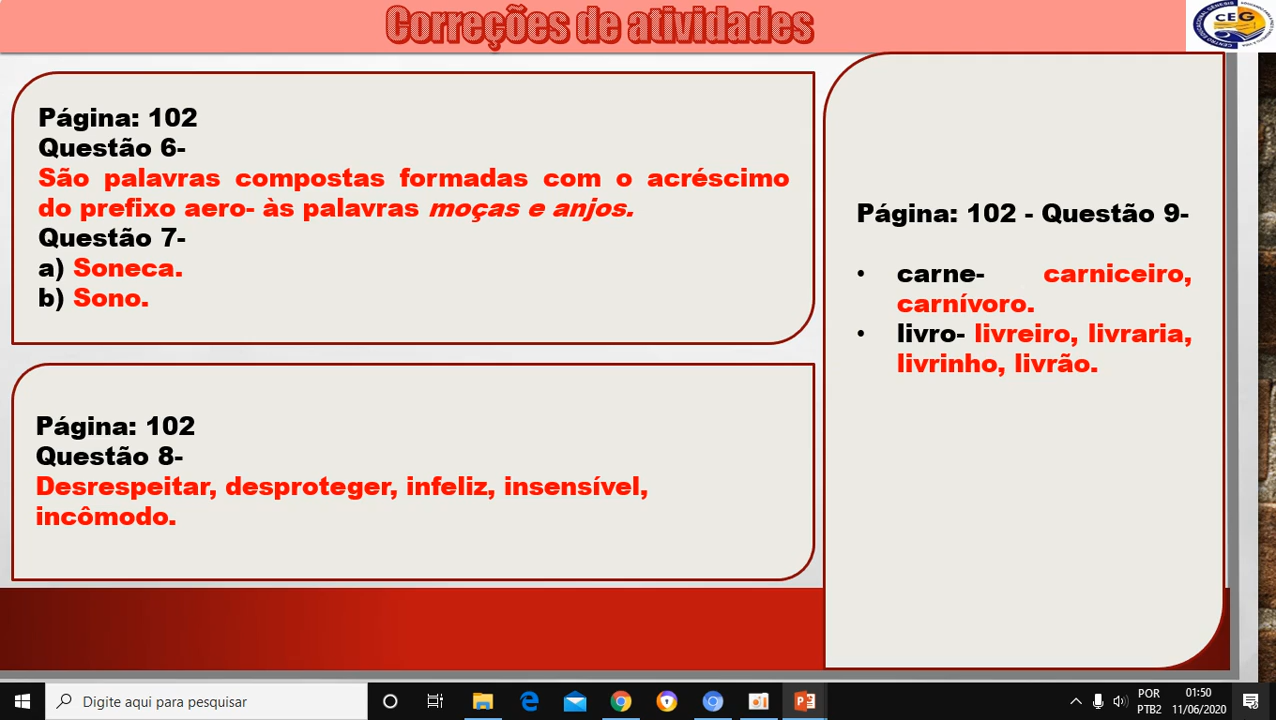 Correções de atividades
CEG
Página: 102
Questão 6-
São palavras compostas formadas com o acréscimo
do prefixo aero- às palavras moças e anjos.
Questão 7-
a) Soneca.
b) Sono.
Página: 102
Questão 8-
Desrespeitar, desproteger, infeliz, insensível,
incômodo.
Página: 102 - Questão 9-
• carne- carniceiro,
carnívoro.
• livro- livreiro, livraria,
livrinho, livrão.
Digite aqui para pesquisar
POR
PTB2
01:50
11/06/2020